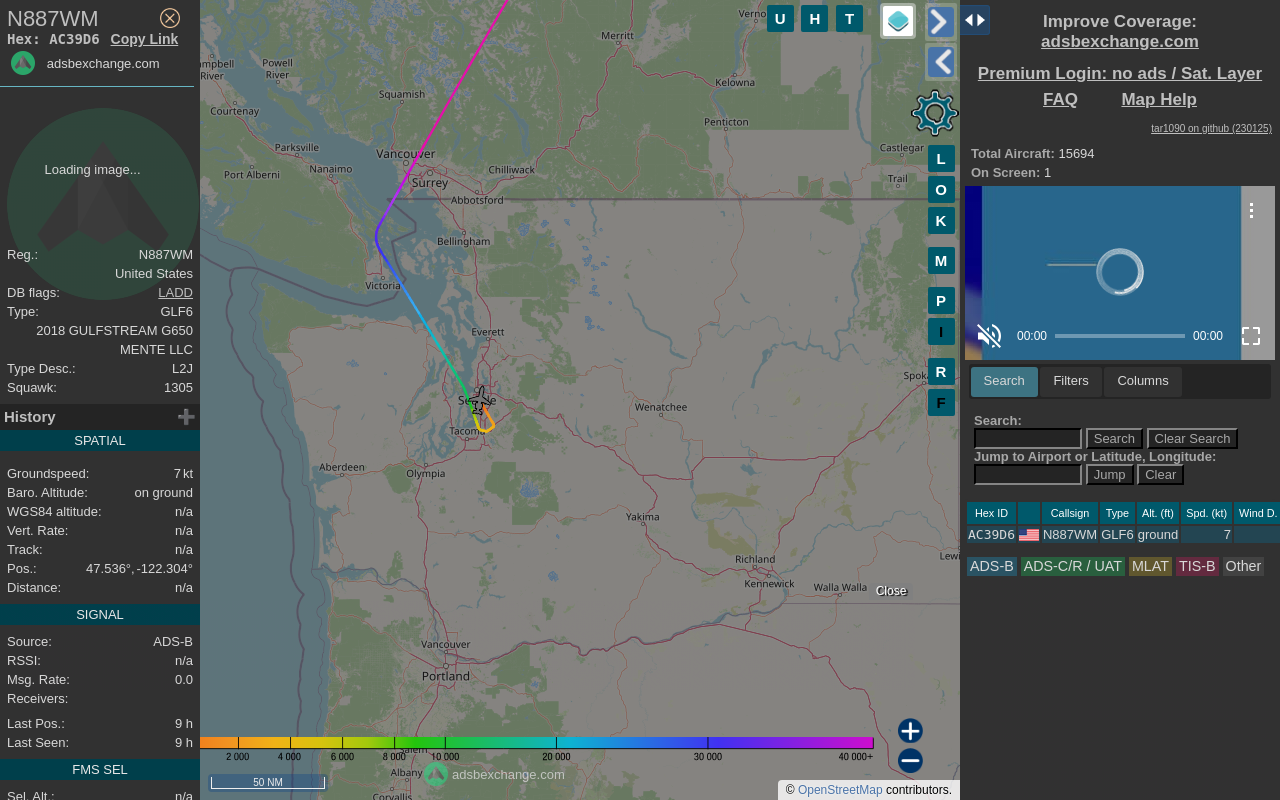 N887WM
Hex: AC39D6 Copy Link
adsbexchange.com
Loading image...
Reg.: N887WM
United States
DB flags: LADD
Type: GLF6
2018 GULFSTREAM G650
MENTE LLC
Type Desc.: L2J
Squawk: 1305
History
SPATIAL
Groundspeed: 7 kt
Baro. Altitude: on ground
WGS84 altitude: n/a
Vert. Rate: n/a
Track: n/a
Pos.: 47.536°, -122.304°
Distance: n/a
SIGNAL
Source: ADS-B
RSSI: n/a
Msg. Rate: 0.0
Receivers:
Last Pos.: 9 h
Last Seen: 9 h
FMS SEL
Sel. Alt.: n/a
U H T
Merritt
Powell
River
River
Kelowna
Squamish
Courtenay
Penticton
Parksville
Vancouver
Nanaimo
Port Alberni
Surrey
Chilliwack
Castlegar
Trail
Abbotsford
Bellingham
Victoria
Everett
Wenatchee
Tacoma
Aberdeen
Olympia
Yakima
Richland
Kennewick
Walla Walla
Close
Vancouver
Portland
Albany
Corvallis
L
O
K
M
P
I
R
F
2 000 4 000 6 000 8 000 10 000 20 000 30 000 40 000+
adsbexchange.com
50 NM
© OpenStreetMap contributors.
Improve Coverage:
adsbexchange.com
Premium Login: no ads / Sat. Layer
FAQ Map Help
tar1090 on github (230125)
Total Aircraft: 15694
On Screen: 1
00:00 00:00
Search Filters Columns
Search:
Search Clear Search
Jump to Airport or Latitude, Longitude:
Jump Clear
Hex ID Callsign Type Alt. (ft) Spd. (kt) Wind D.
AC39D6 N887WM GLF6 ground 7
ADS-B ADS-C/R / UAT MLAT TIS-B Other